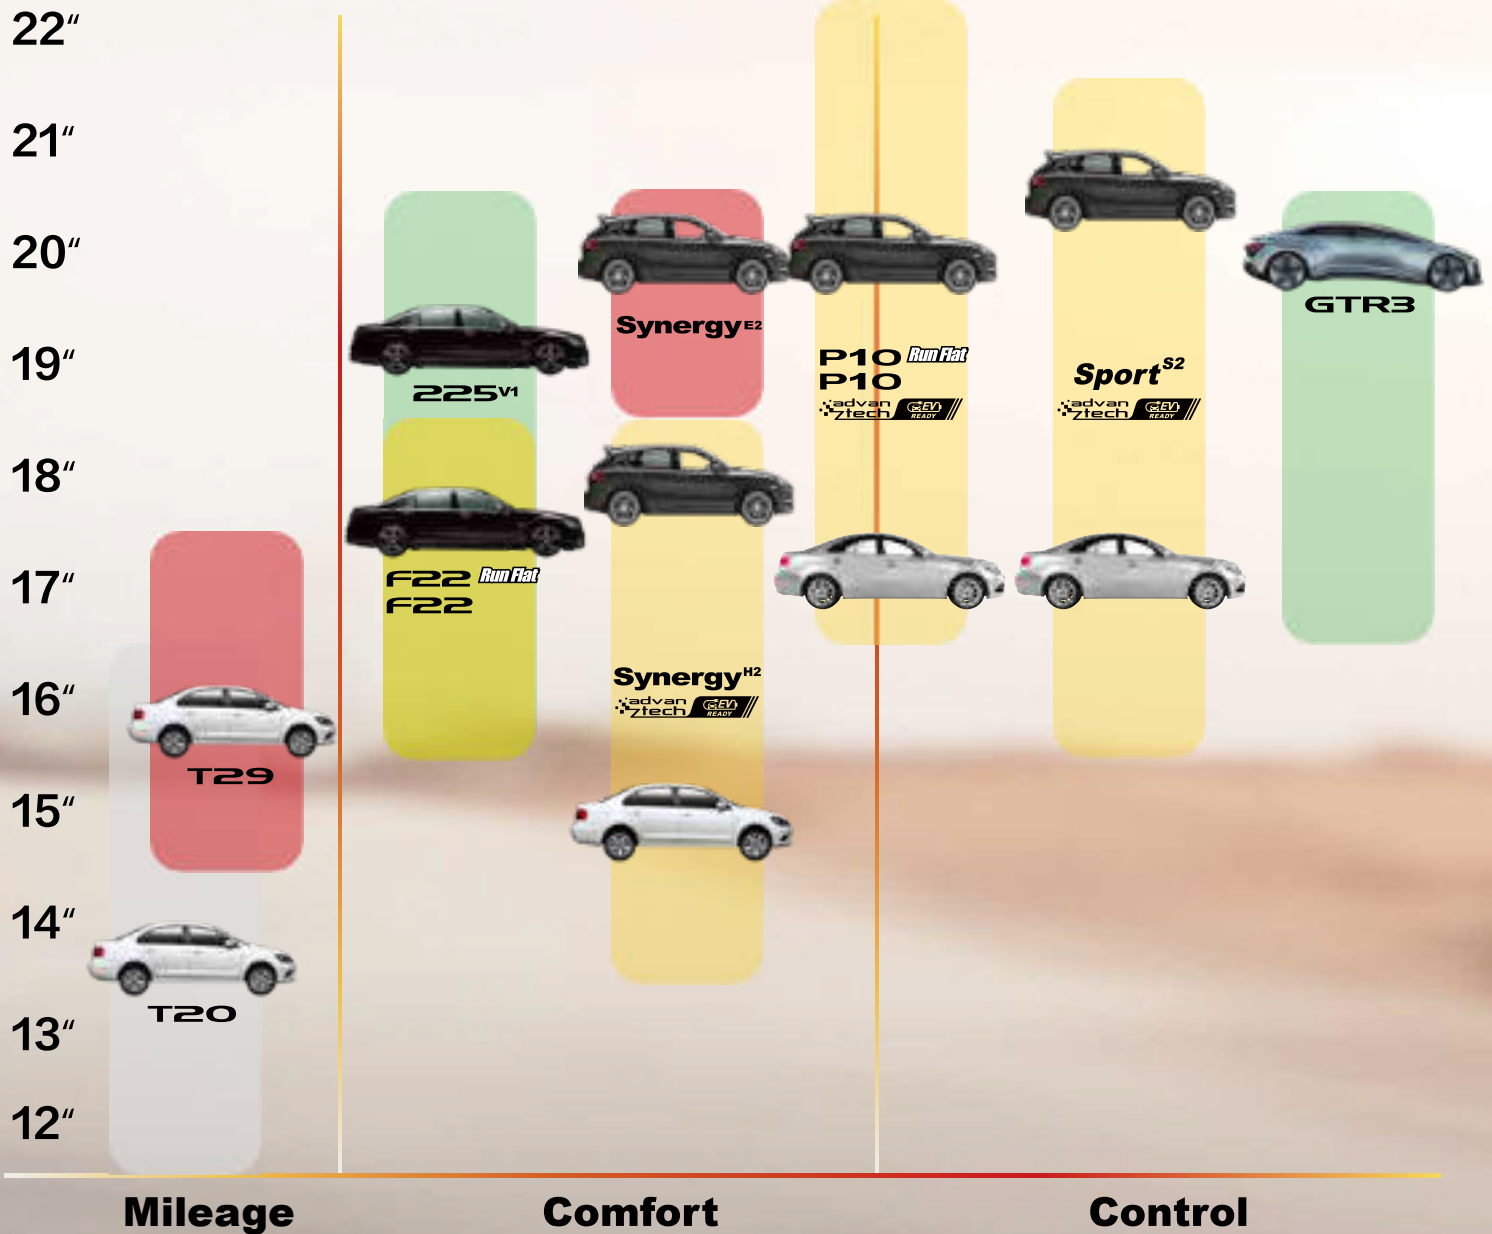 22“
21“
20“
19“
18“
17“
16“
15“
14“
13“
12“
T29
T20
225V1
F22 Run Flat
F22
SynergyE2
SynergyH2
advan
ztech EV READY
P10 Run Flat
P10
advan
ztech EV READY
SportS2
advan
ztech EV READY
GTR3
Mileage
Comfort
Control